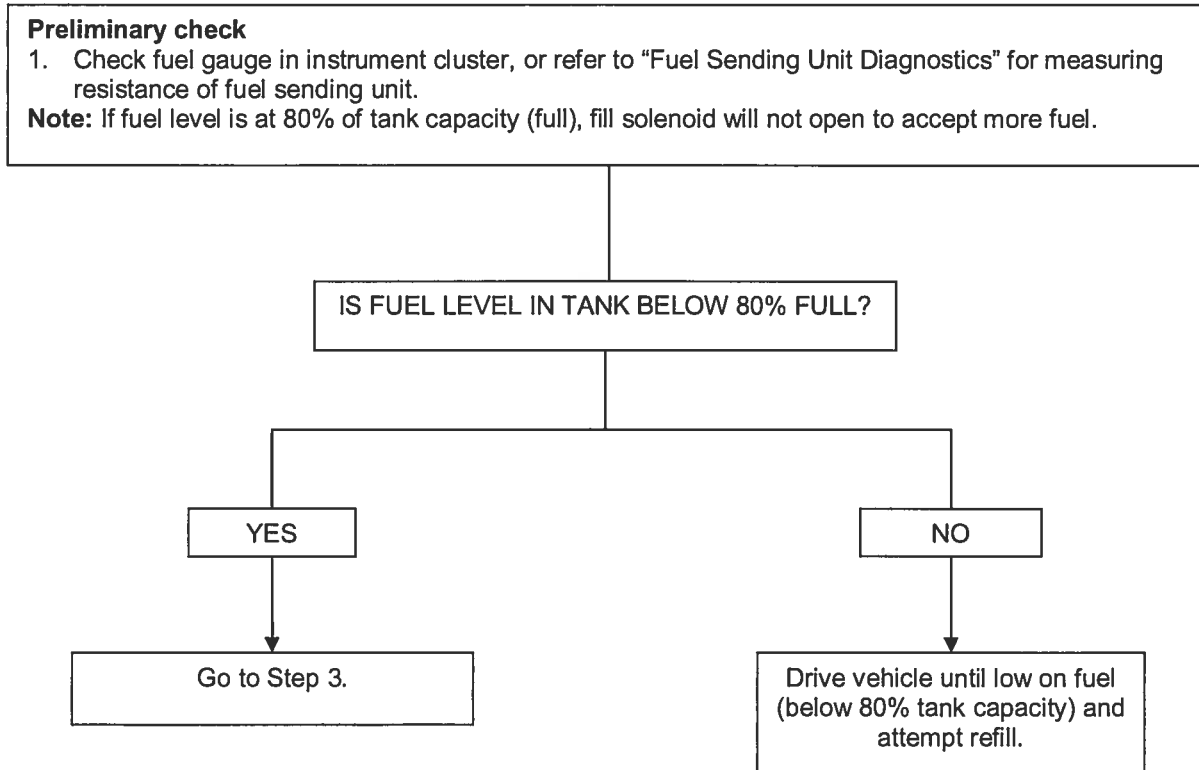 Preliminary check
1. Check fuel gauge in instrument cluster, or refer to “Fuel Sending Unit Diagnostics” for measuring
resistance of fuel sending unit.
Note: If fuel level is at 80% of tank capacity (full), fill solenoid will not open to accept more fuel.
IS FUEL LEVEL IN TANK BELOW 80% FULL?
YES
NO
Go to Step 3.
Drive vehicle until low on fuel
(below 80% tank capacity) and
attempt refill.